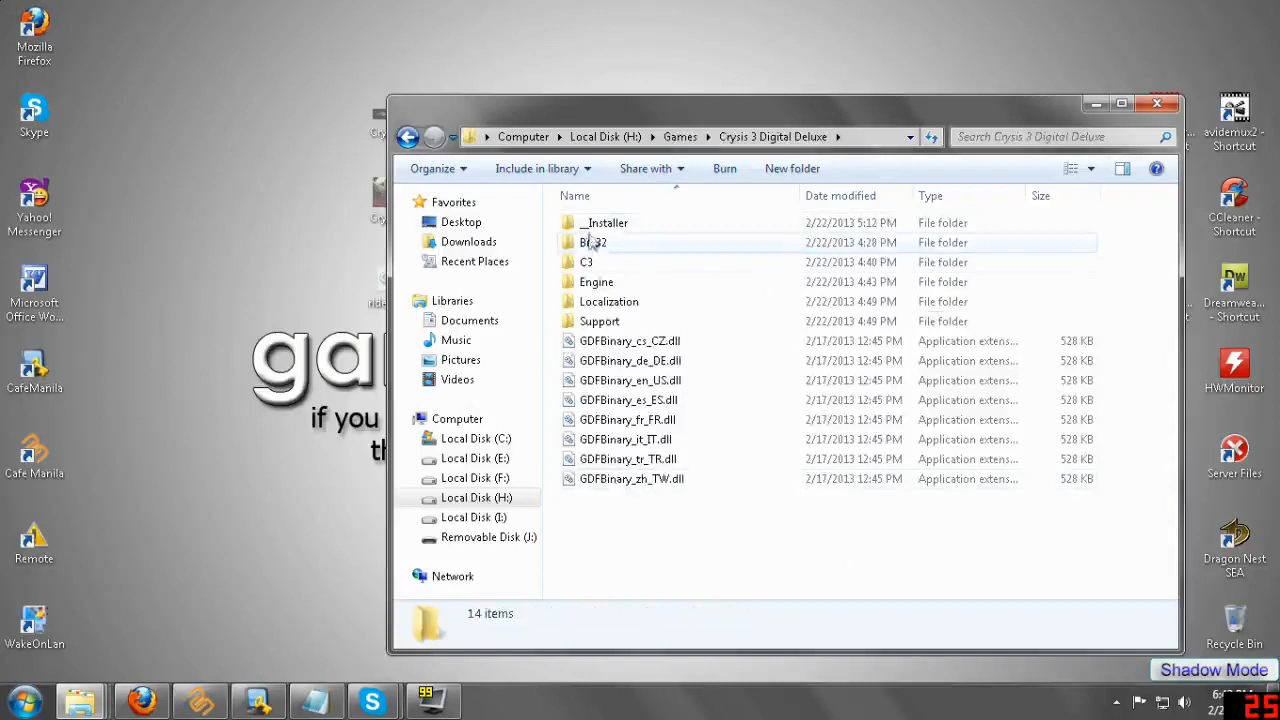 Mozilla
Firefox
Skype
Yahoo!
Messenger
Microsoft
Office Wo...
CafeManila
Cafe Manila
Remote
WakeOnLan
if you
Computer
Local Disk (H:)
Games
Crysis 3 Digital Deluxe
Search Crysis 3 Digital Deluxe
Organize
Include in library
Share with
Burn
New folder
Favorites
Desktop
Downloads
Recent Places
Libraries
Documents
Music
Pictures
Videos
Computer
Local Disk (C:)
Local Disk (E:)
Local Disk (F:)
Local Disk (H:)
Local Disk (I:)
Removable Disk (J:)
Network
Name Date modified Type Size
__Installer 2/22/2013 5:12 PM File folder
2/22/2013 4:28 PM File folder
C3 2/22/2013 4:40 PM File folder
Engine 2/22/2013 4:43 PM File folder
Localization 2/22/2013 4:49 PM File folder
Support 2/22/2013 4:49 PM File folder
GDFBinary_cs_CZ.dll 2/17/2013 12:45 PM Application extens... 528 KB
GDFBinary_de_DE.dll 2/17/2013 12:45 PM Application extens... 528 KB
GDFBinary_en_US.dll 2/17/2013 12:45 PM Application extens... 528 KB
GDFBinary_es_ES.dll 2/17/2013 12:45 PM Application extens... 528 KB
GDFBinary_fr_FR.dll 2/17/2013 12:45 PM Application extens... 528 KB
GDFBinary_it_IT.dll 2/17/2013 12:45 PM Application extens... 528 KB
GDFBinary_tr_TR.dll 2/17/2013 12:45 PM Application extens... 528 KB
GDFBinary_zh_TW.dll 2/17/2013 12:45 PM Application extens... 528 KB
14 items
avidemux2 -
Shortcut
CCleaner -
Shortcut
Dreamwea...
- Shortcut
HWMonitor
Server Files
Dragon Nest
SEA
Recycle Bin
Shadow Mode
99
25